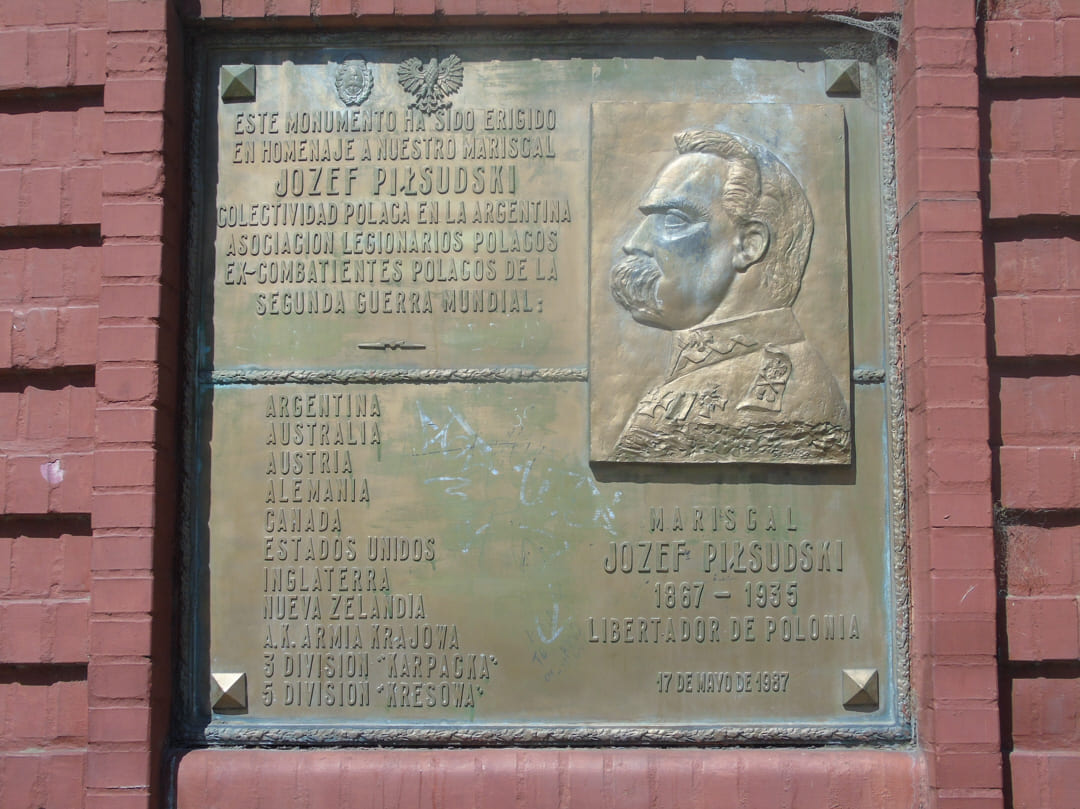 ESTE MONUMENTO HA SIDO ERIGIDO
EN HOMENAJE A NUESTRO MARISCAL
JOZEF PIŁSUDSKI
COLECTIVIDAD POLACA EN LA ARGENTINA
ASOCIACION LEGIONARIOS POLACOS
EX-COMBATIENTES POLACOS DE LA
SEGUNDA GUERRA MUNDIAL:
ARGENTINA
AUSTRALIA
AUSTRIA
ALEMANIA
CANADA
ESTADOS UNIDOS
INGLATERRA
NUEVA ZELANDIA
A.K. ARMIA KRAJOWA
3 DIVISION "KARPACKA"
5 DIVISION "KRESOWA"
MARISCAL
JOZEF PIŁSUDSKI
1867 - 1935
LIBERTADOR DE POLONIA
17 DE MAYO DE 1987